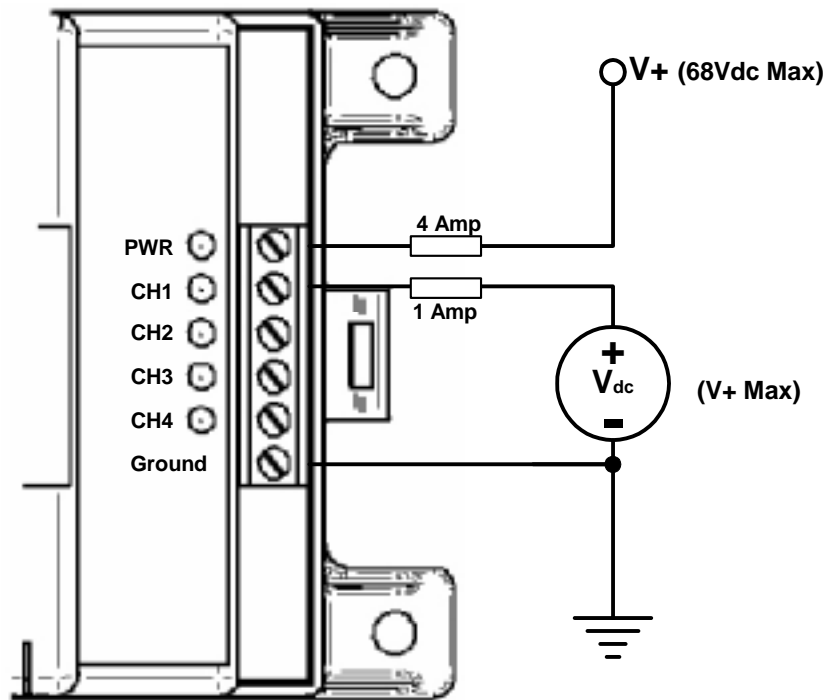 V+ (68Vdc Max)
4 Amp
PWR
CH1
1 Amp
CH2
CH3
+
Vdc
-
(V+ Max)
CH4
Ground